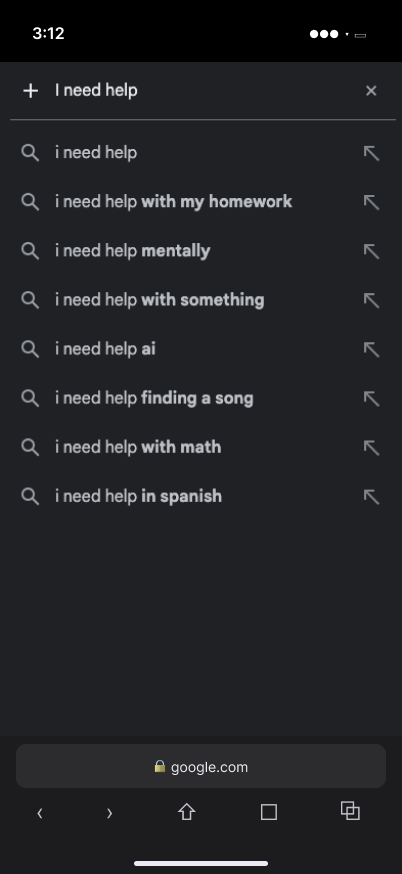 3:12
I need help
i need help
i need help with my homework
i need help mentally
i need help with something
i need help ai
i need help finding a song
i need help with math
i need help in spanish
google.com